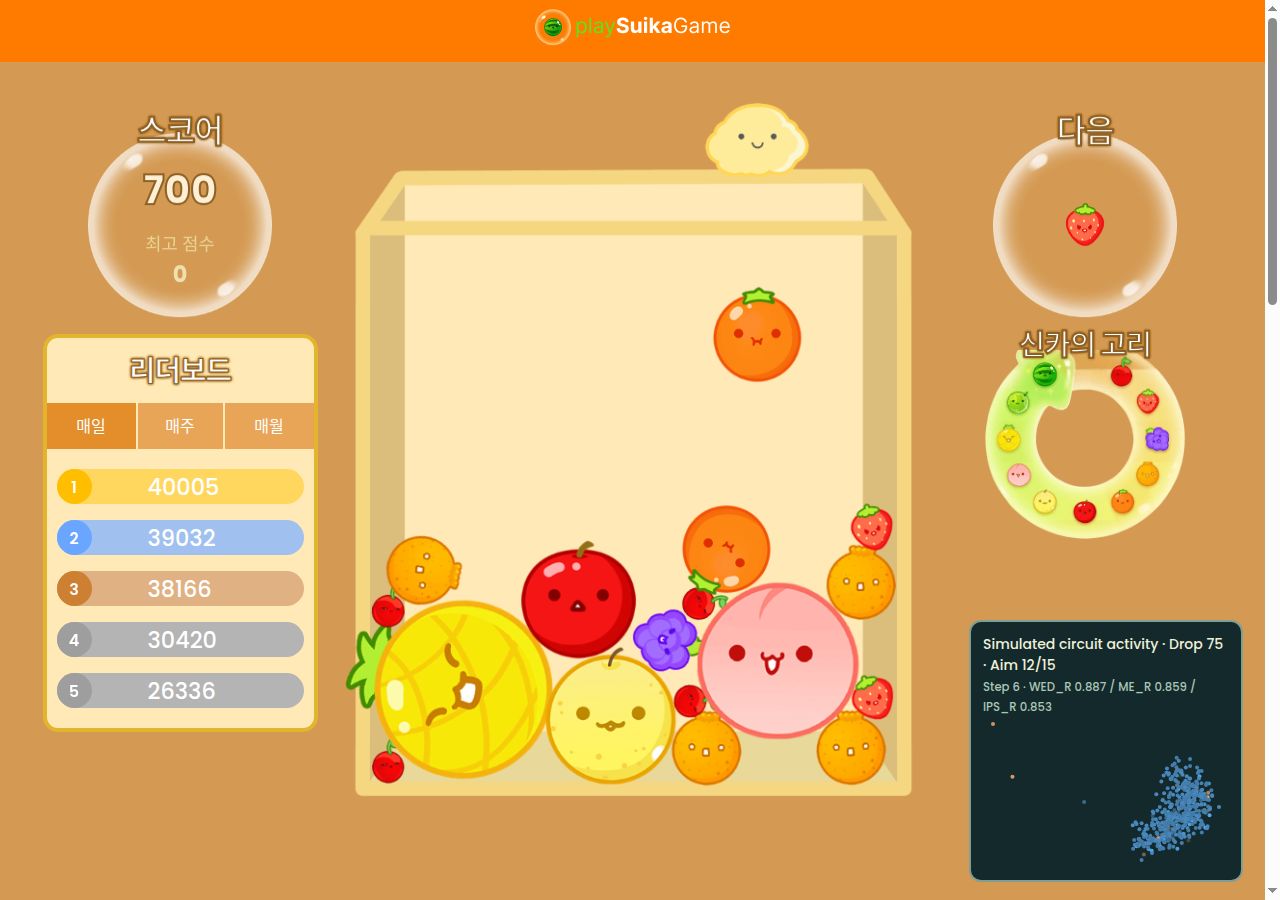 playSuikaGame
스코어
700
최고 점수
0
리더보드
매일 매주 매월
1 40005
2 39032
3 38166
4 30420
5 26336
다음
신카의 고리
Simulated circuit activity · Drop 75
· Aim 12/15
Step 6 · WED_R 0.887 / ME_R 0.859 /
IPS_R 0.853